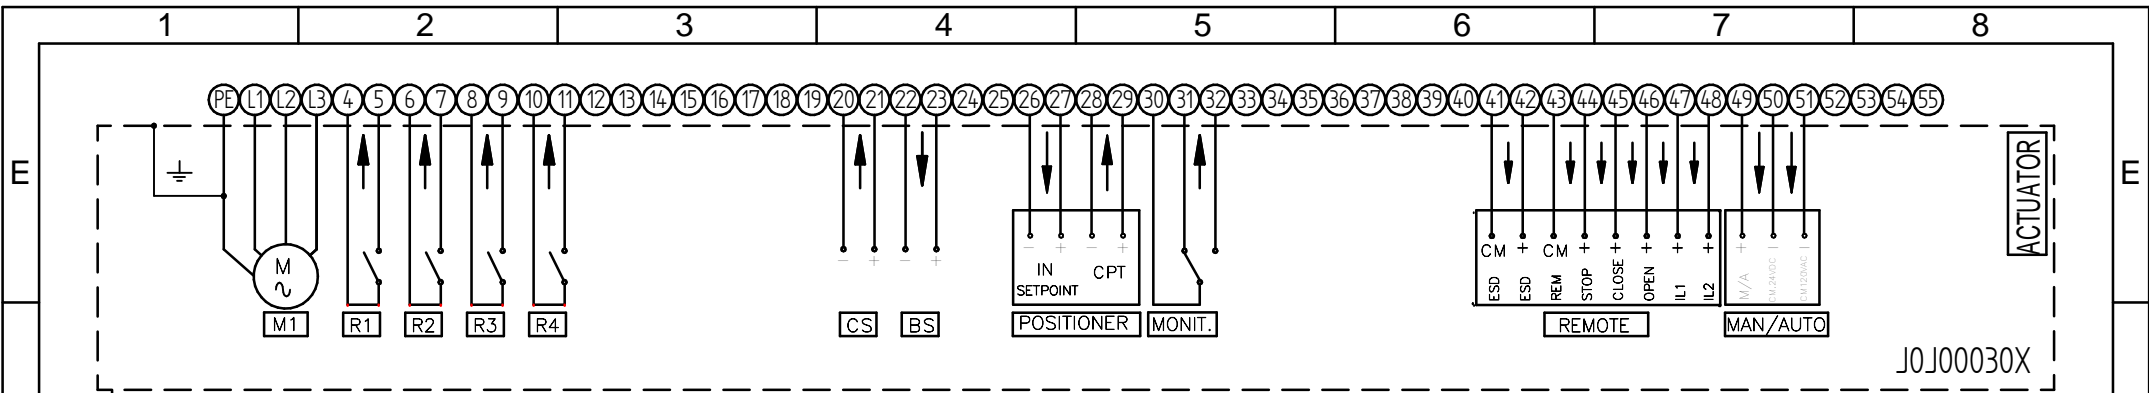 1 2 3 4 5 6 7 8
PE L1 L2 L3 4 5 6 7 8 9 10 11 12 13 14 15 16 17 18 19 20 21 22 23 24 25 26 27 28 29 30 31 32 33 34 35 36 37 38 39 40 41 42 43 44 45 46 47 48 49 50 51 52 53 54 55
E E
ACTUATOR
M
- + - + - + - +
IN CPT
SETPOINT
CM + CM + + + + + + - -
ESD ESD REM STOP CLOSE OPEN IL1 IL2 M/A CM.24VDC CM120VAC
M1 R1 R2 R3 R4 CS BS POSITIONER MONIT. REMOTE MAN/AUTO
J0J00030X